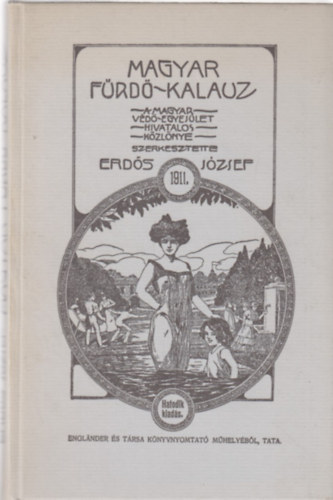 MAGYAR
FÜRDŐ-KALAUZ
A MAGYAR
VÉDŐ-EGYESÜLET
HIVATALOS
KÖZLÖNYE
SZERKESZTETTE
ERDŐS JÓZSEF
1911.
Hatodik
kiadás.
ENGLÄNDER ÉS TÁRSA KÖNYVNYOMTATÓ MŰHELYÉBŐL, TATA.